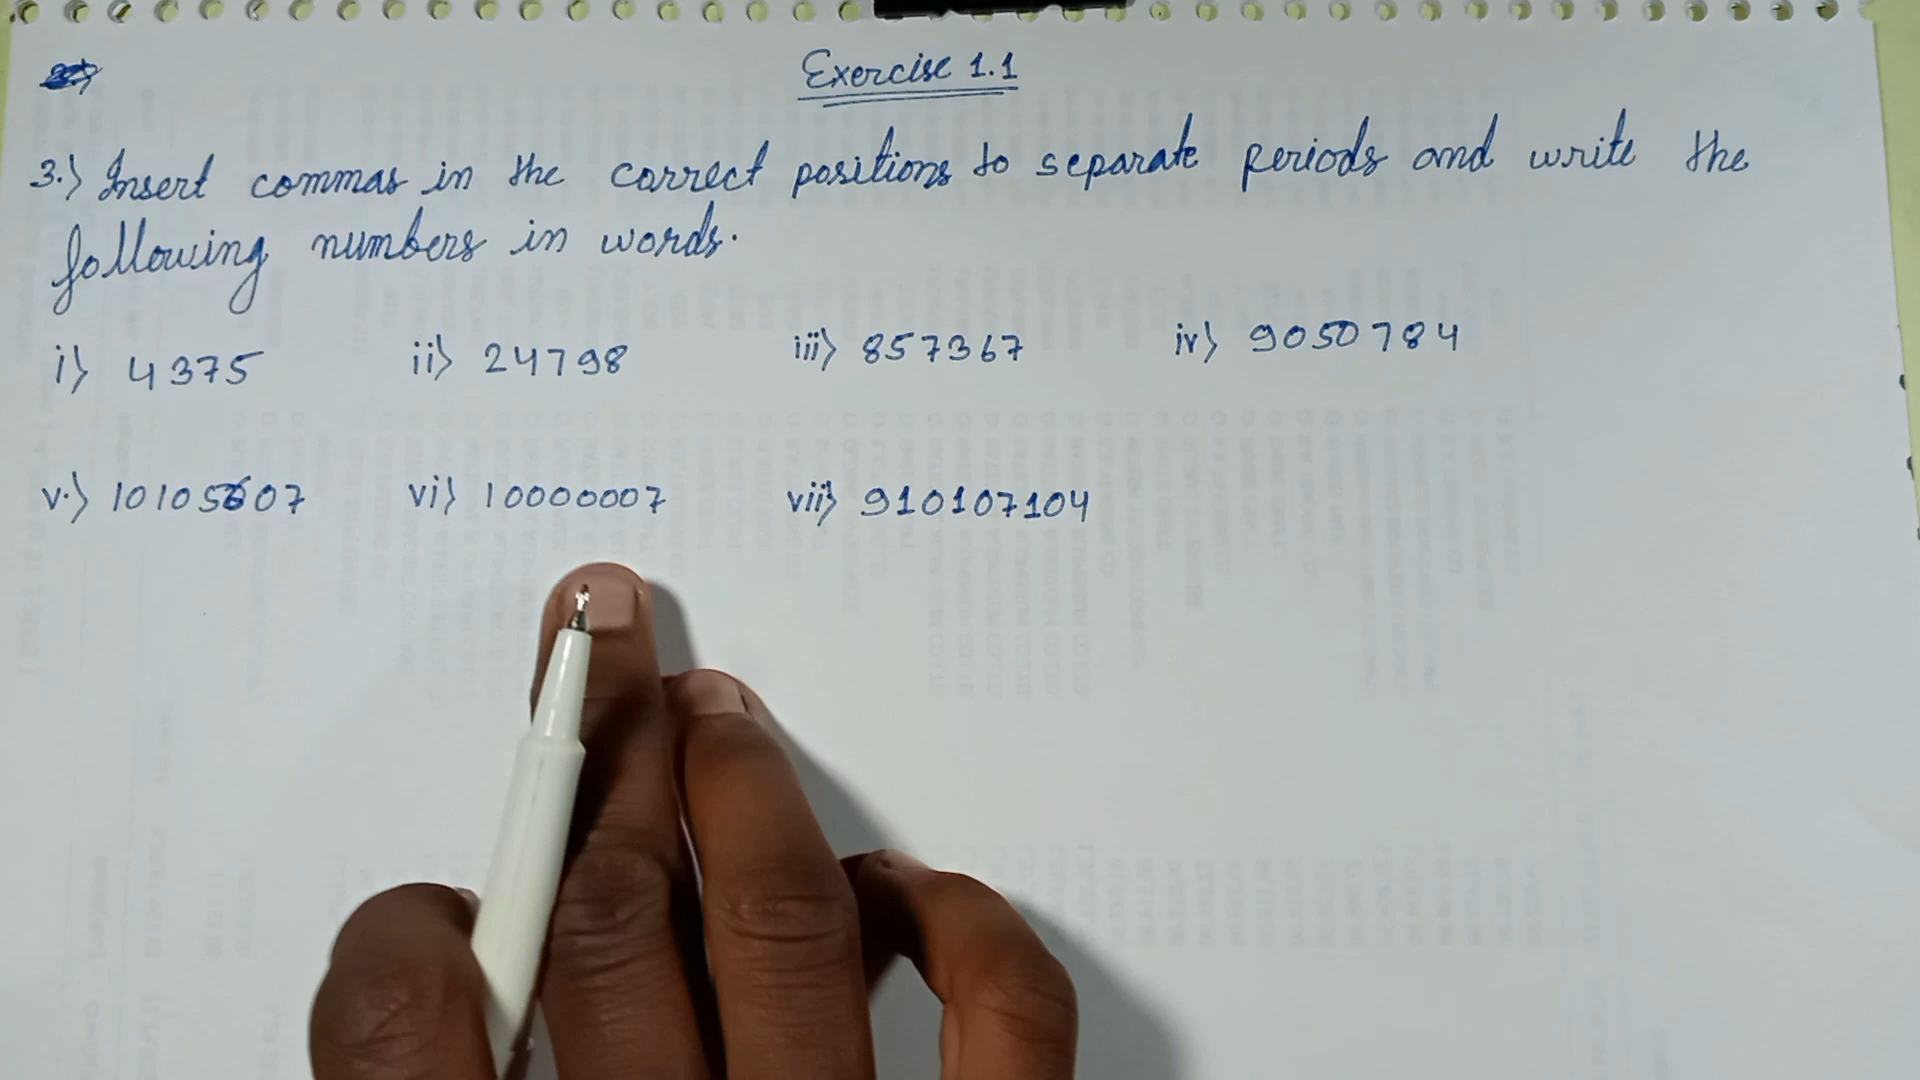 Exercise 1.1
3.) Insert commas in the correct positions to separate periods and write the
following numbers in words.
i) 4375 ii) 24798 iii) 857367 iv) 9050784
v.) 10105607 vi) 10000007 vii) 910107104